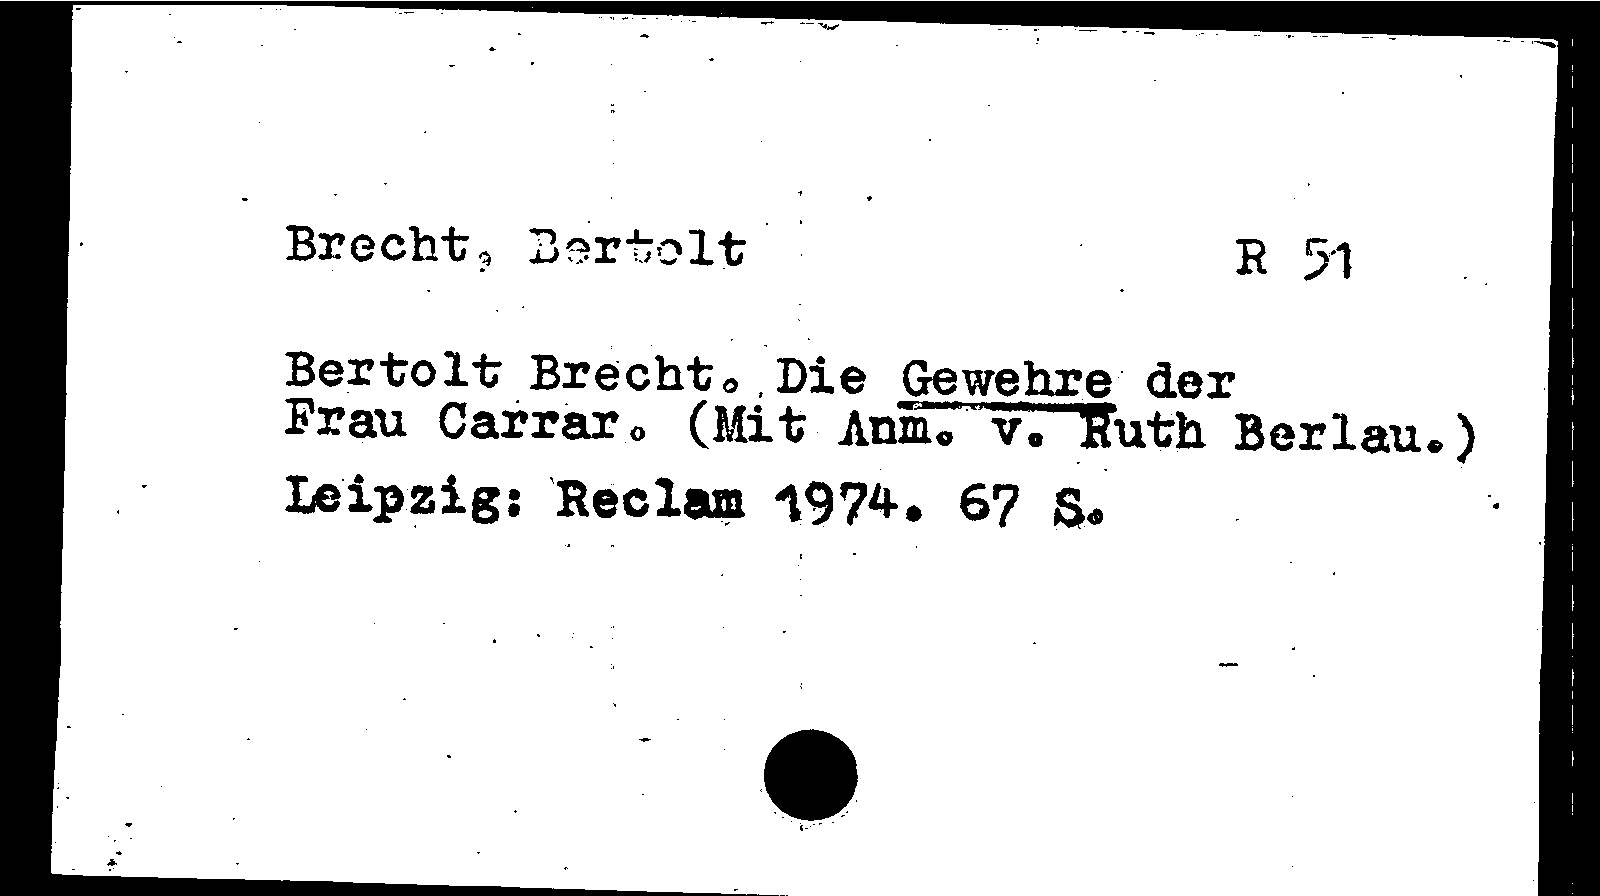 Brecht, Bertolt R 51
Bertolt Brecht. Die Gewehre der
Frau Carrar. (Mit Anm. v. Ruth Berlau.)
Leipzig: Reclam 1974. 67 S.